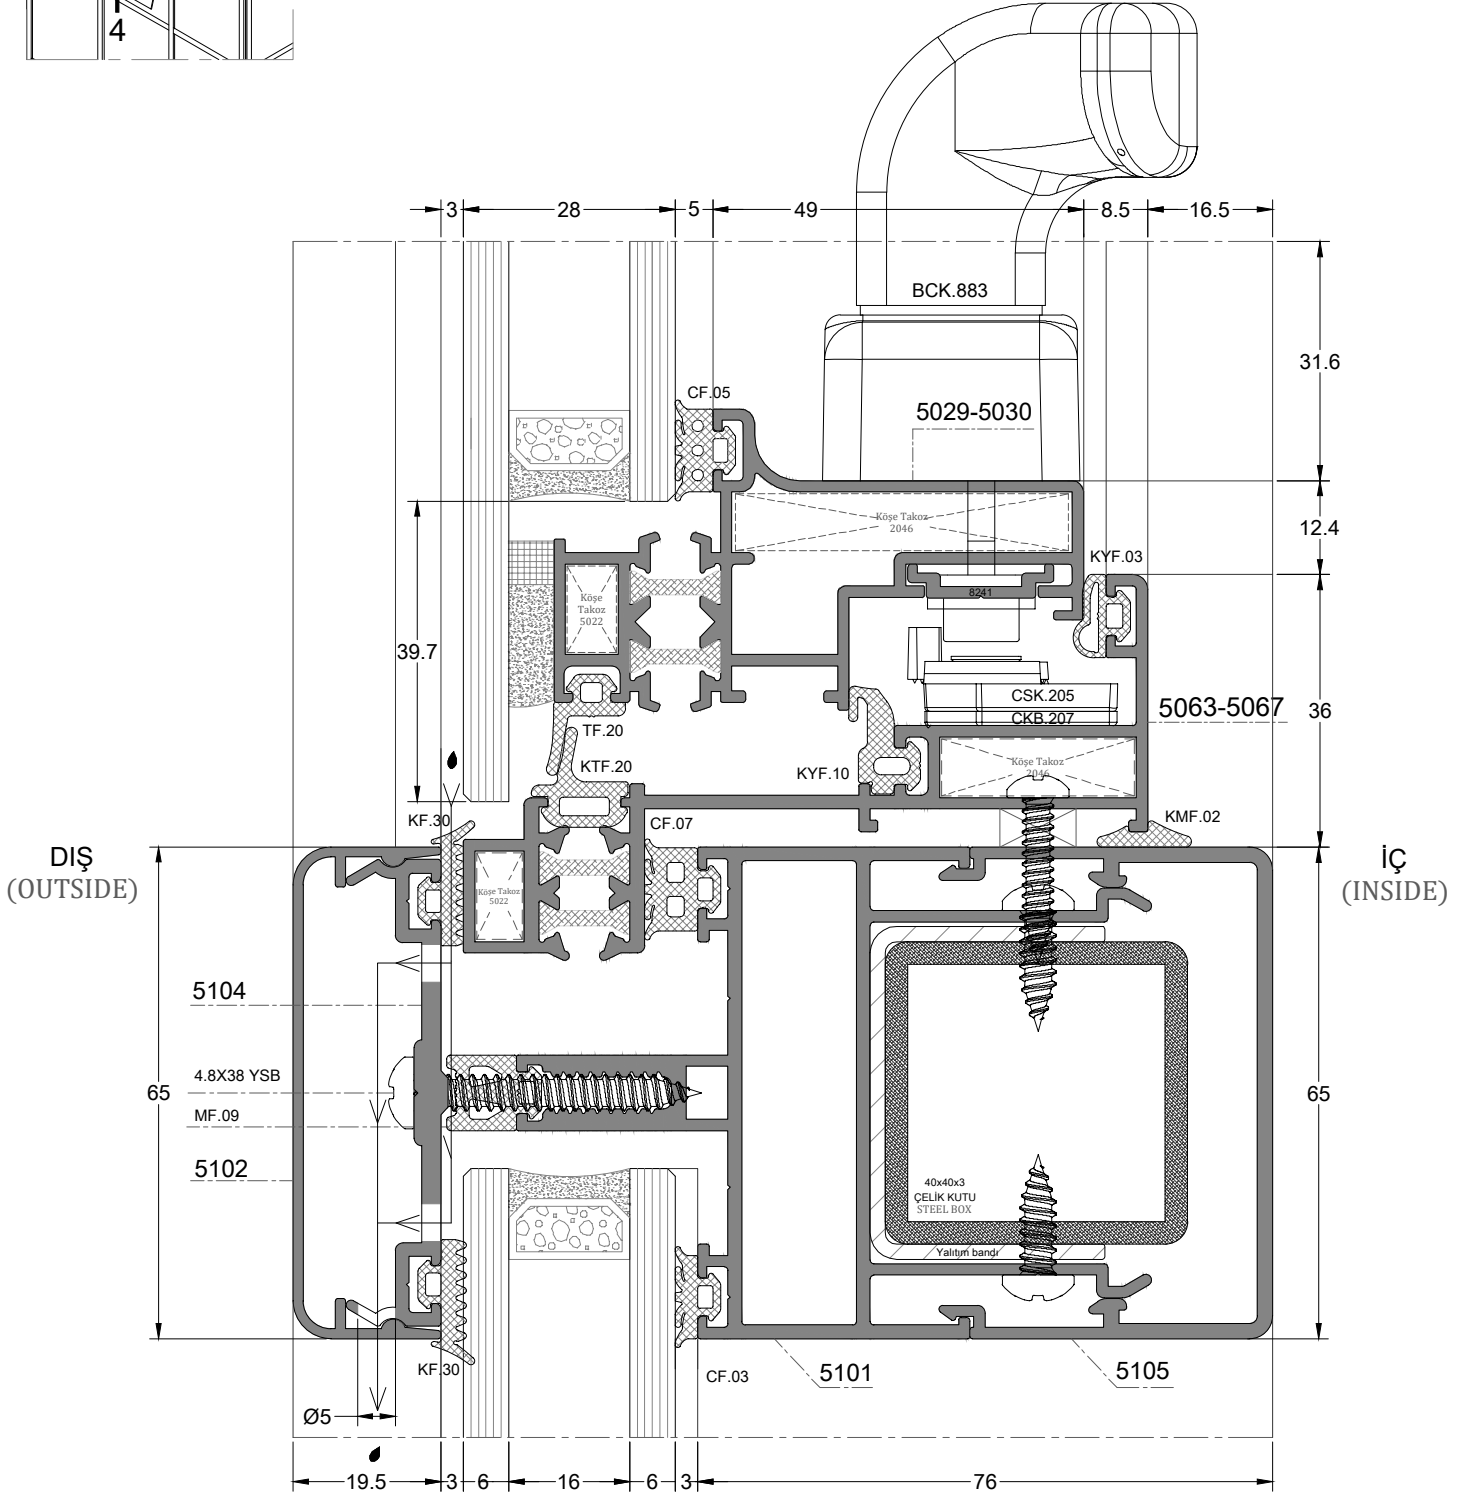 4
3
28
5
49
8.5
16.5
BCK.883
31.6
CF.05
5029-5030
Köşe Takoz
2046
12.4
KYF.03
8241
Köşe
Takoz
5022
39.7
CSK.205
CKB.207
5063-5067
36
TF.20
KTF.20
KYF.10
Köşe Takoz
2046
KF.30
CF.07
KMF.02
DIŞ
(OUTSIDE)
İÇ
(INSIDE)
Köşe Takoz
5022
5104
4.8X38 YSB
65
65
MF.09
5102
40x40x3
ÇELİK KUTU
STEEL BOX
Yalıtım bandı
KF.30
CF.03
5101
5105
Ø5
19.5
3
6
16
6
3
76